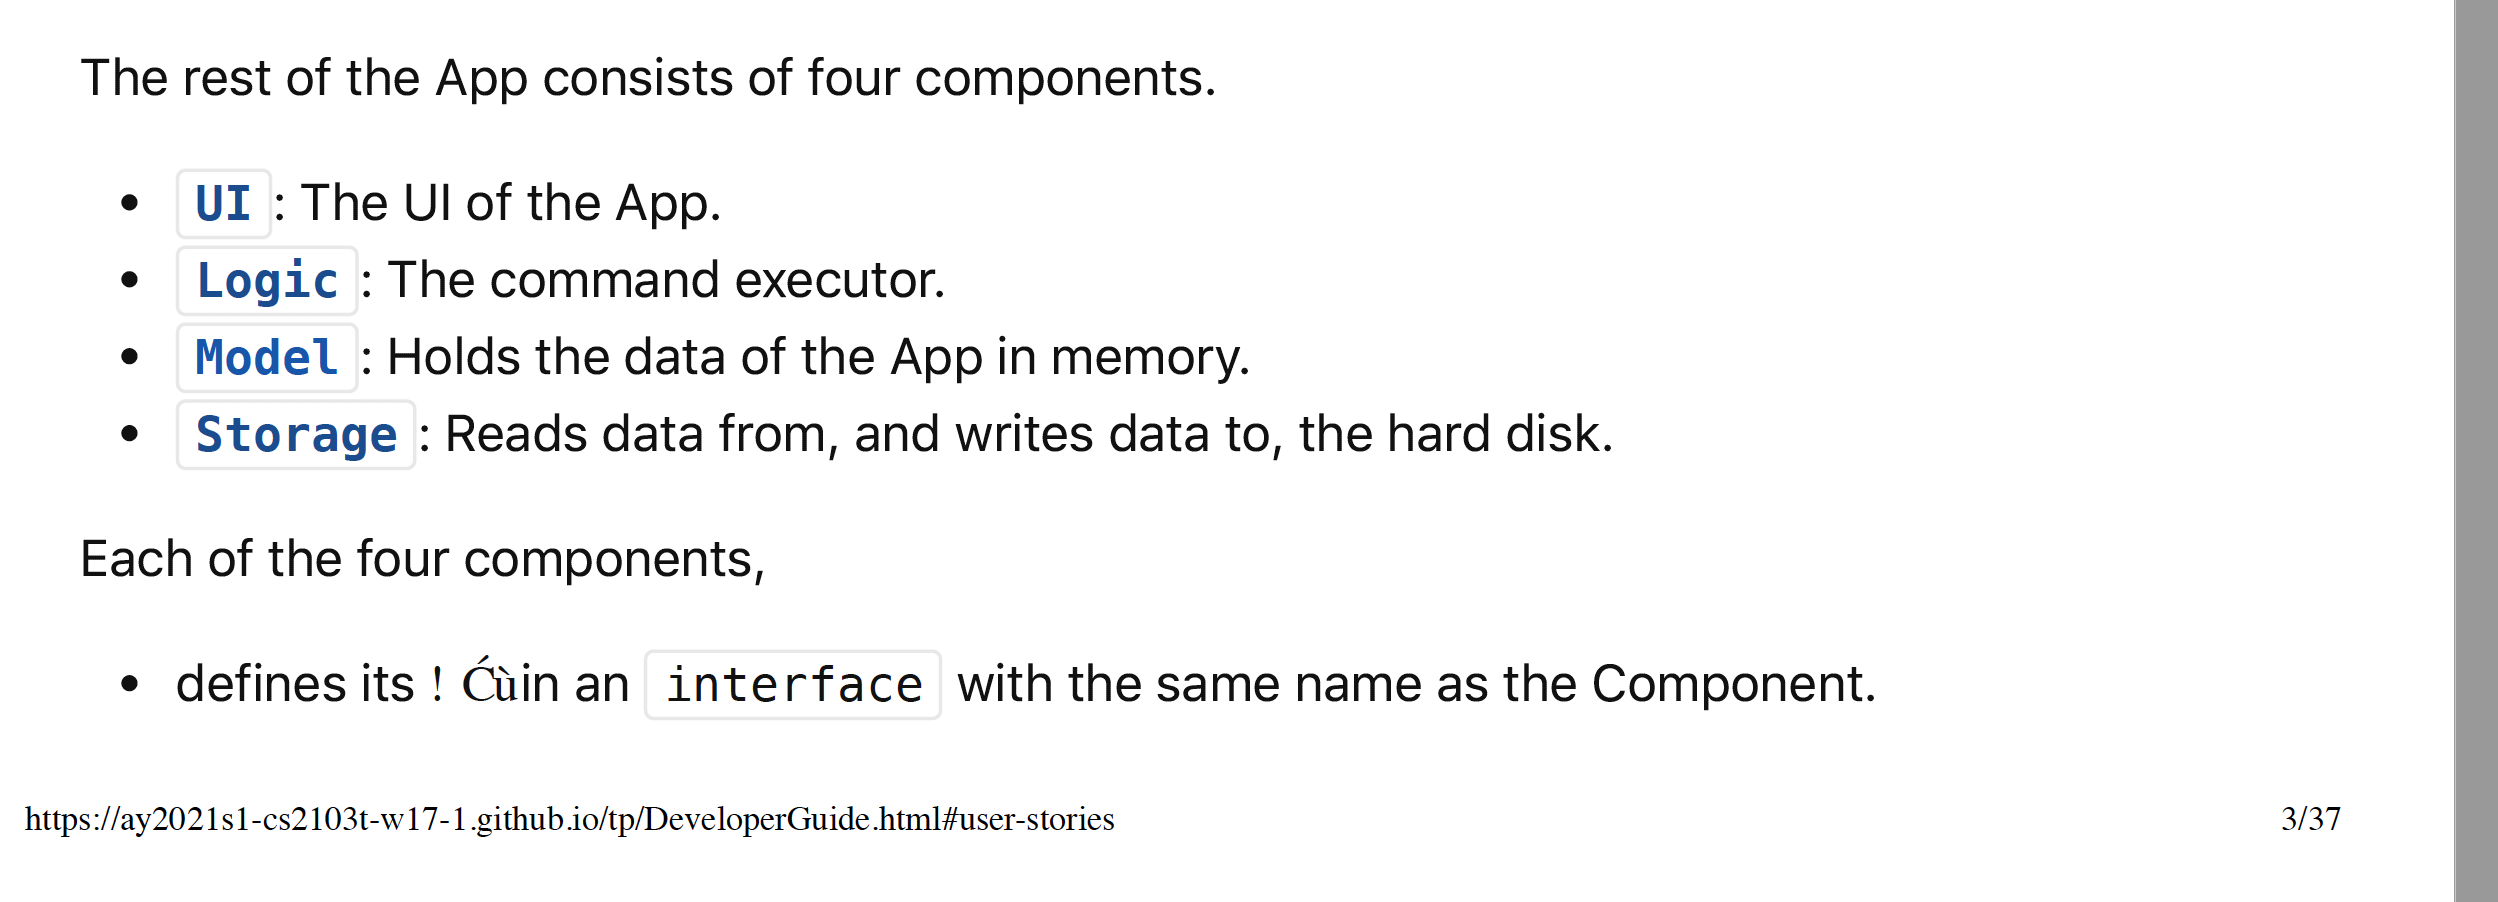 The rest of the App consists of four components.
• UI : The UI of the App.
• Logic : The command executor.
• Model : Holds the data of the App in memory.
• Storage : Reads data from, and writes data to, the hard disk.
Each of the four components,
• defines its ! Ćùin an interface with the same name as the Component.
https://ay2021s1-cs2103t-w17-1.github.io/tp/DeveloperGuide.html#user-stories 3/37